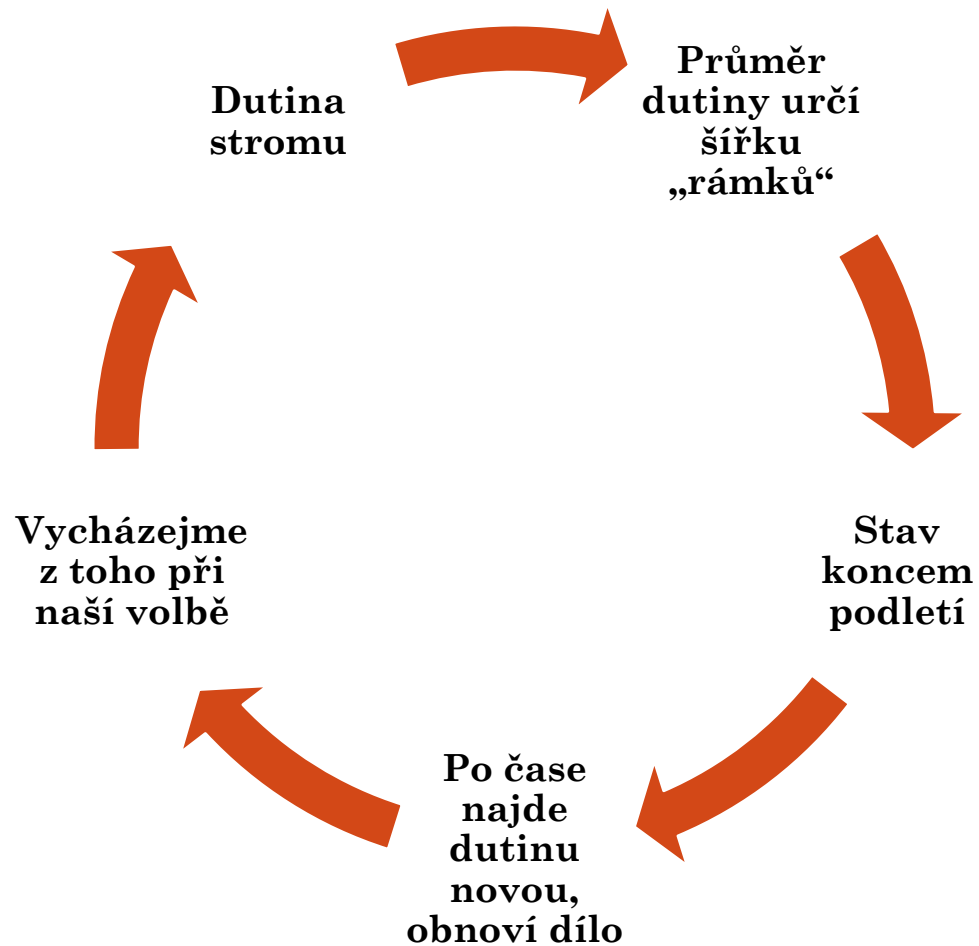 Dutina
stromu
Průměr
dutiny určí
šířku
„rámků“
Stav
koncem
podletí
Po čase
najde
dutinu
novou,
obnoví dílo
Vycházejme
z toho při
naší volbě